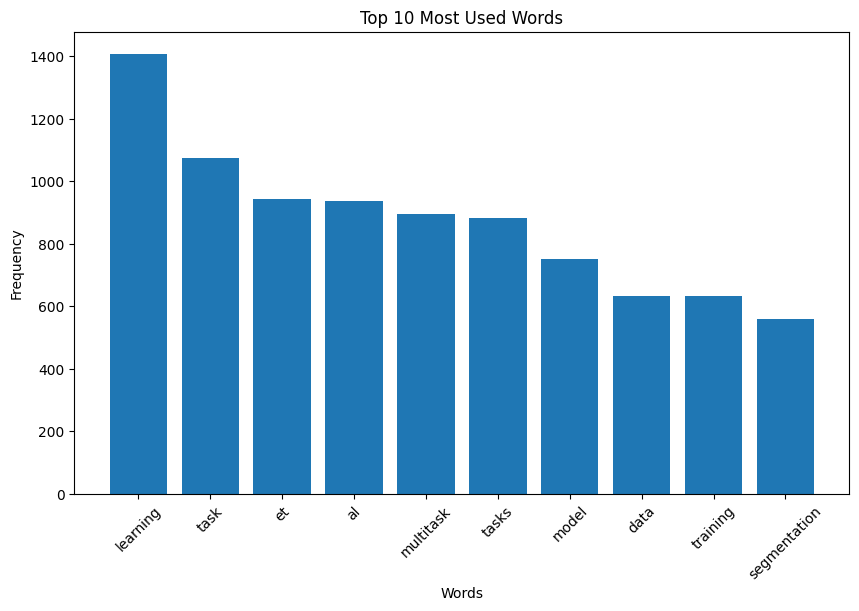 Top 10 Most Used Words
Frequency
1400
1200
1000
800
600
400
200
0
learning
task
et
al
multitask
tasks
model
data
training
segmentation
Words